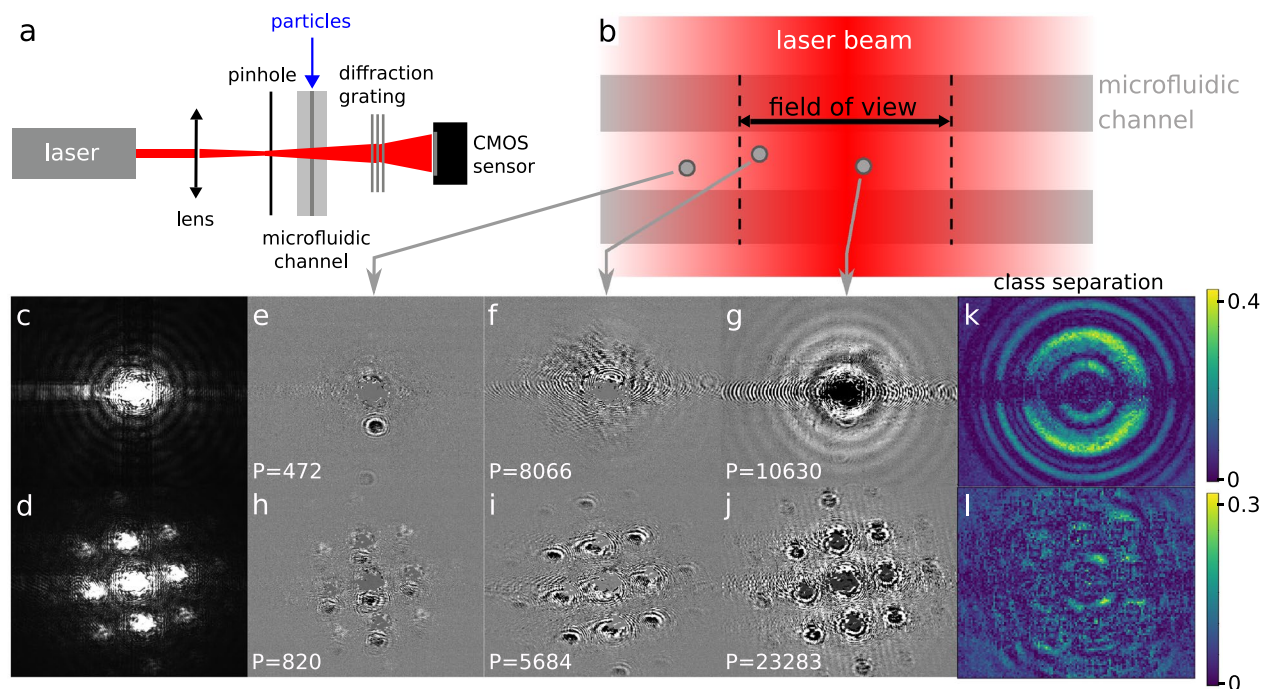 a
particles
pinhole
diffraction
grating
laser
CMOS
sensor
lens
microfluidic
channel
b
laser beam
microfluidic
channel
field of view
class separation
c
e
P=472
f
P=8066
g
P=10630
k
0.4
0
d
h
P=820
i
P=5684
j
P=23283
l
0.3
0